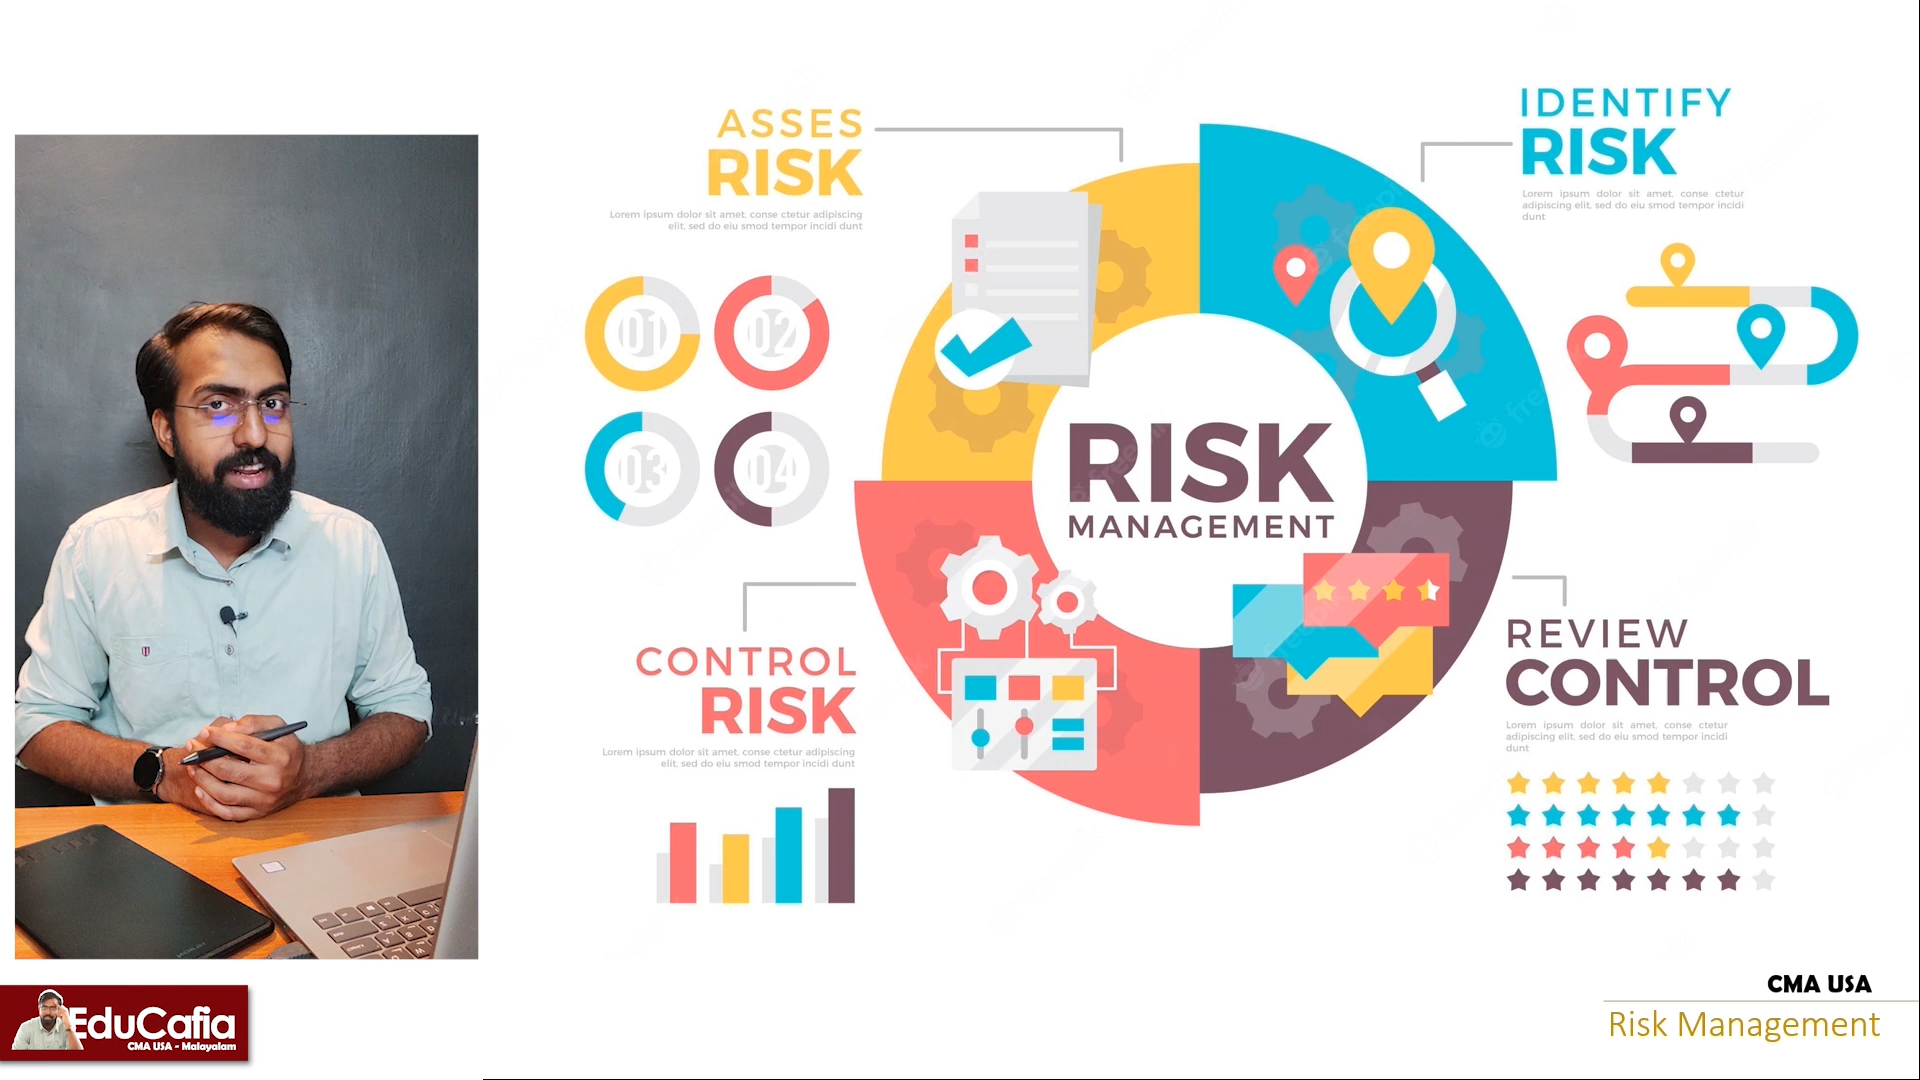 ASSES
RISK
Lorem ipsum dolor sit amet, conse ctetur adipiscing
elit, sed do eiu smod tempor incidi dunt
01
02
03
04
IDENTIFY
RISK
Lorem ipsum dolor sit amet, conse ctetur
adipiscing elit, sed do eiu smod tempor incidi
dunt
RISK
MANAGEMENT
CONTROL
RISK
Lorem ipsum dolor sit amet, conse ctetur adipiscing
elit, sed do eiu smod tempor incidi dunt
REVIEW
CONTROL
Lorem ipsum dolor sit amet, conse ctetur
adipiscing elit, sed do eiu smod tempor incidi
dunt
EduCafia
CMA USA - Malayalam
CMA USA
Risk Management